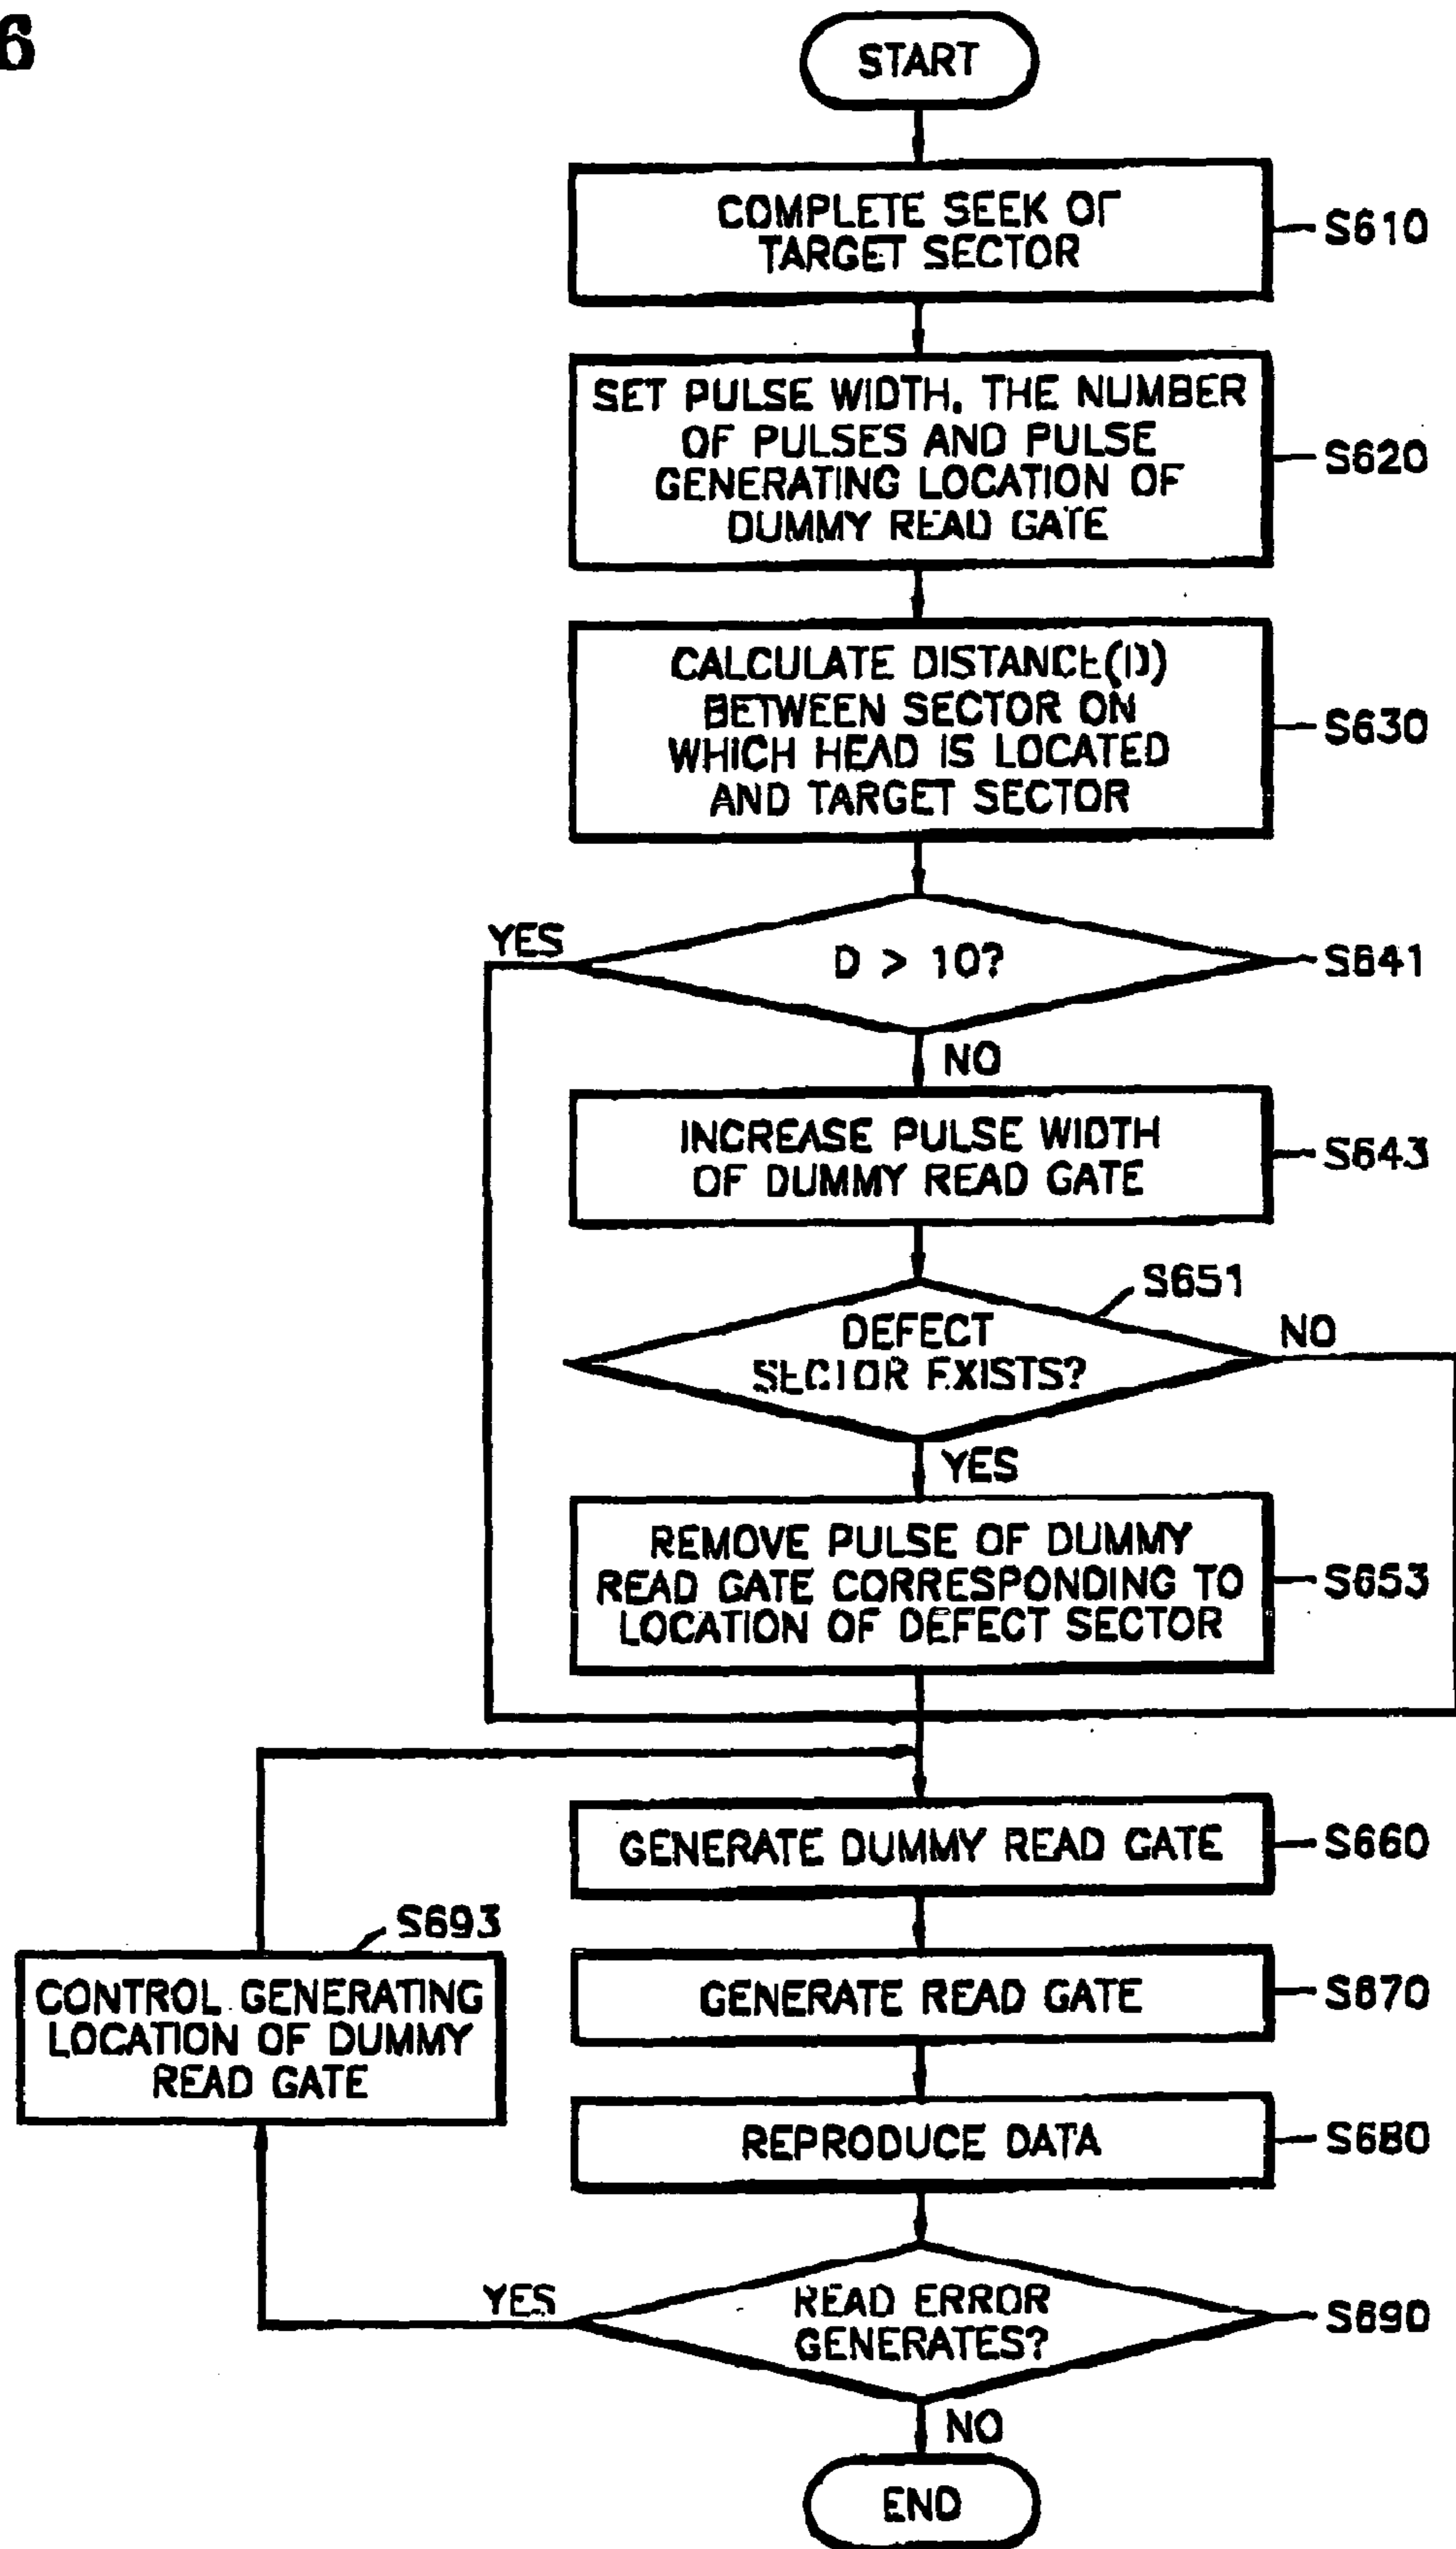 6
START
COMPLETE SEEK OF
TARGET SECTOR
S610
SET PULSE WIDTH, THE NUMBER
OF PULSES AND PULSE
GENERATING LOCATION OF
DUMMY READ GATE
S620
CALCULATE DISTANCE(D)
BETWEEN SECTOR ON
WHICH HEAD IS LOCATED
AND TARGET SECTOR
S630
YES
D > 10?
S641
NO
INCREASE PULSE WIDTH
OF DUMMY READ GATE
S643
S651
DEFECT
SECTOR EXISTS?
NO
YES
REMOVE PULSE OF DUMMY
READ GATE CORRESPONDING TO
LOCATION OF DEFECT SECTOR
S653
GENERATE DUMMY READ GATE
S660
S693
CONTROL GENERATING
LOCATION OF DUMMY
READ GATE
GENERATE READ GATE
S670
REPRODUCE DATA
S680
YES
READ ERROR
GENERATES?
S690
NO
END